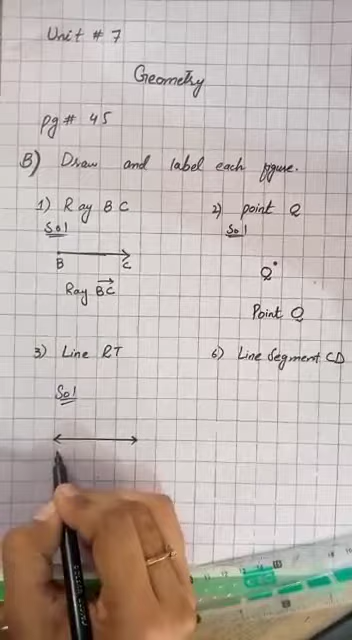 Unit # 7
Geometry
Pg# 45
B) Draw and label each figure.
1) Ray BC
Sol
B C
Ray BC
2) point Q
Sol
Q
Point Q
3) Line RT
Sol
6) Line Segment CD